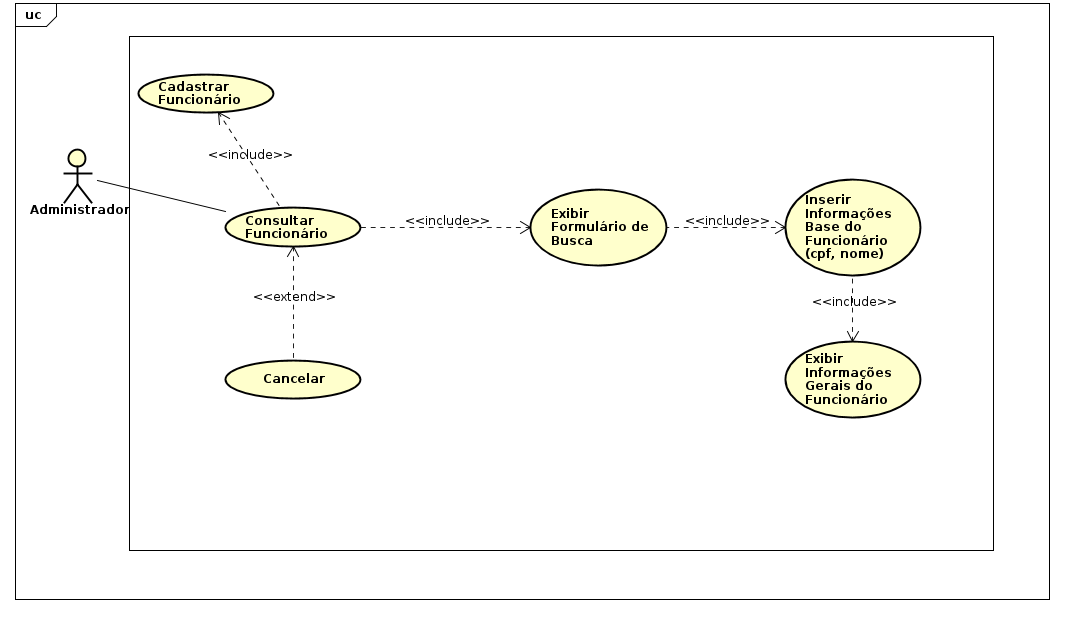 uc
Cadastrar
Funcionário
<<include>>
Administrador
Consultar
Funcionário
<<include>>
Exibir
Formulário de
Busca
<<include>>
Inserir
Informações
Base do
Funcionário
(cpf, nome)
<<extend>>
<<include>>
Cancelar
Exibir
Informações
Gerais do
Funcionário